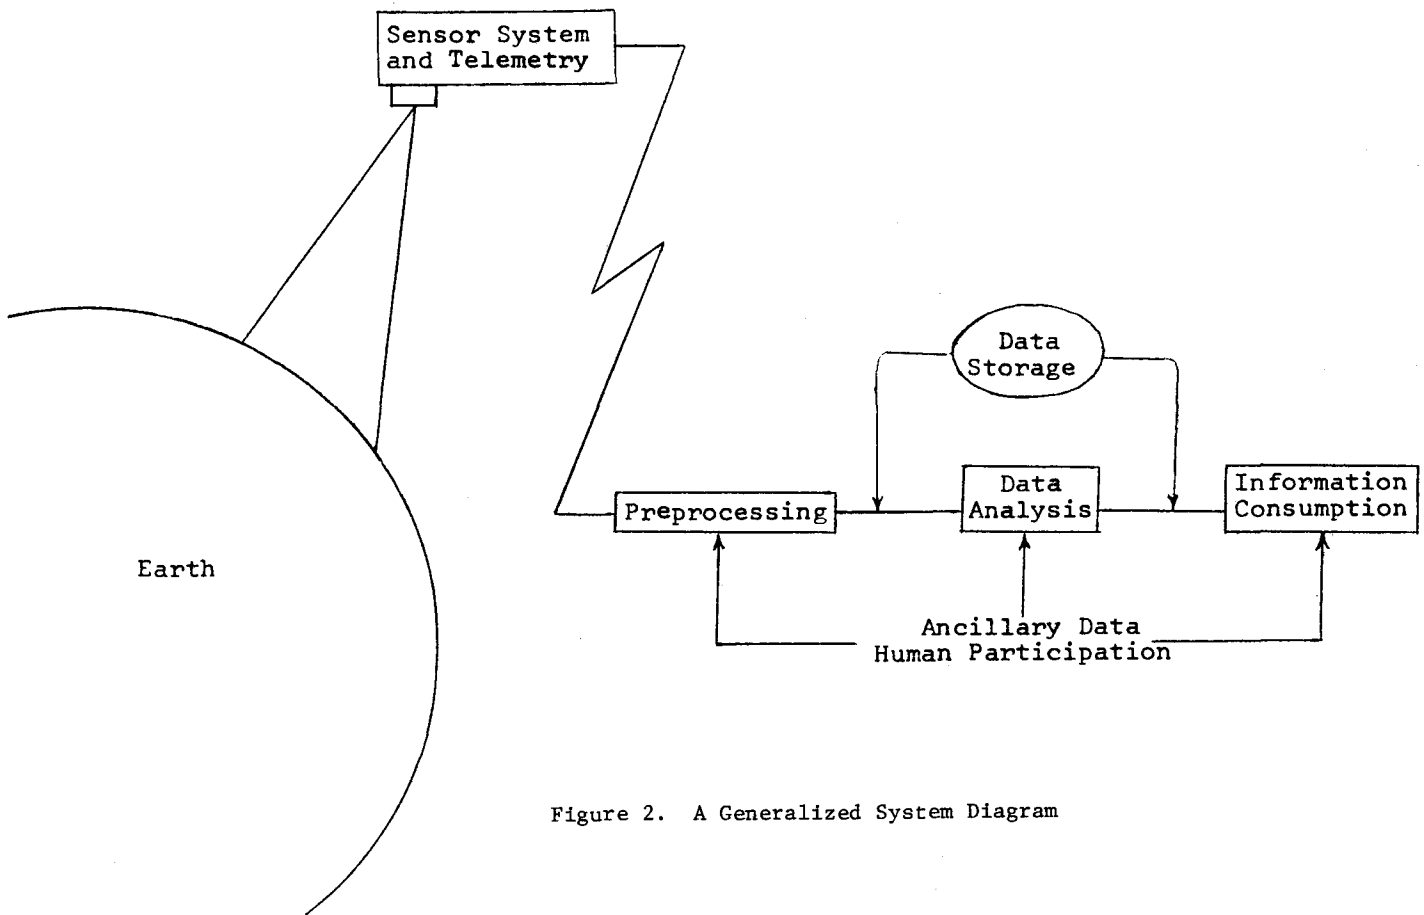 Sensor System
and Telemetry
Data
Storage
Preprocessing
Data
Analysis
Information
Consumption
Earth
Ancillary Data
Human Participation
Figure 2. A Generalized System Diagram